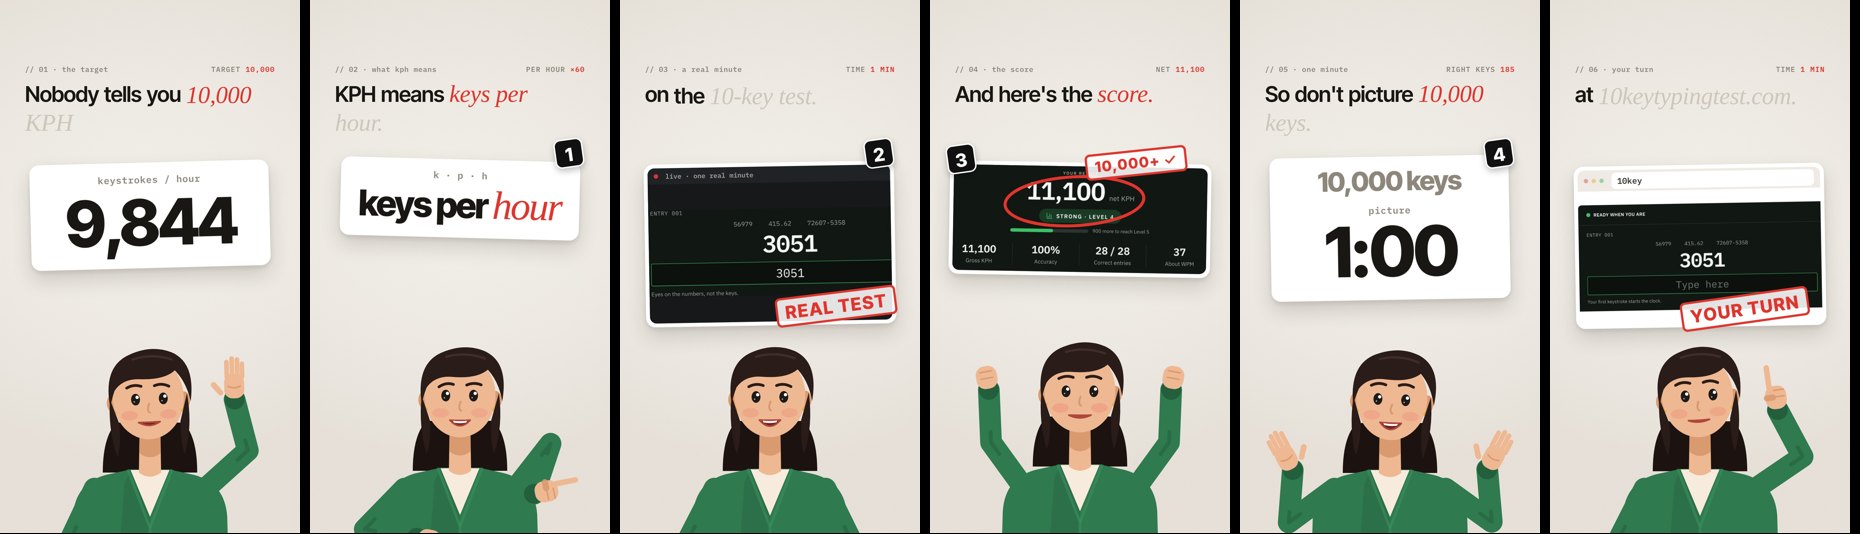 // 01 · the target
TARGET 10,000
Nobody tells you 10,000
KPH
keystrokes / hour
9,844
// 02 · what kph means
PER HOUR ×60
KPH means keys per
hour.
1
k · p · h
keys per hour
// 03 · a real minute
TIME 1 MIN
on the 10-key test.
2
live · one real minute
ENTRY 001
56979 415.62 72607-5358
3051
3051
Eyes on the numbers, not the keys.
REAL TEST
// 04 · the score
NET 11,100
And here's the score.
3
10,000+ ✓
11,100 net KPH
STRONG · LEVEL 4
900 more to reach Level 5
11,100 100% 28 / 28 37
Gross KPH Accuracy Correct entries About WPM
// 05 · one minute
RIGHT KEYS 185
So don't picture 10,000
keys.
4
10,000 keys
picture
1:00
// 06 · your turn
TIME 1 MIN
at 10keytypingtest.com.
10key
READY WHEN YOU ARE
ENTRY 001
56979 415.62 72607-5358
3051
Type here
Your first keystroke starts the clock.
YOUR TURN